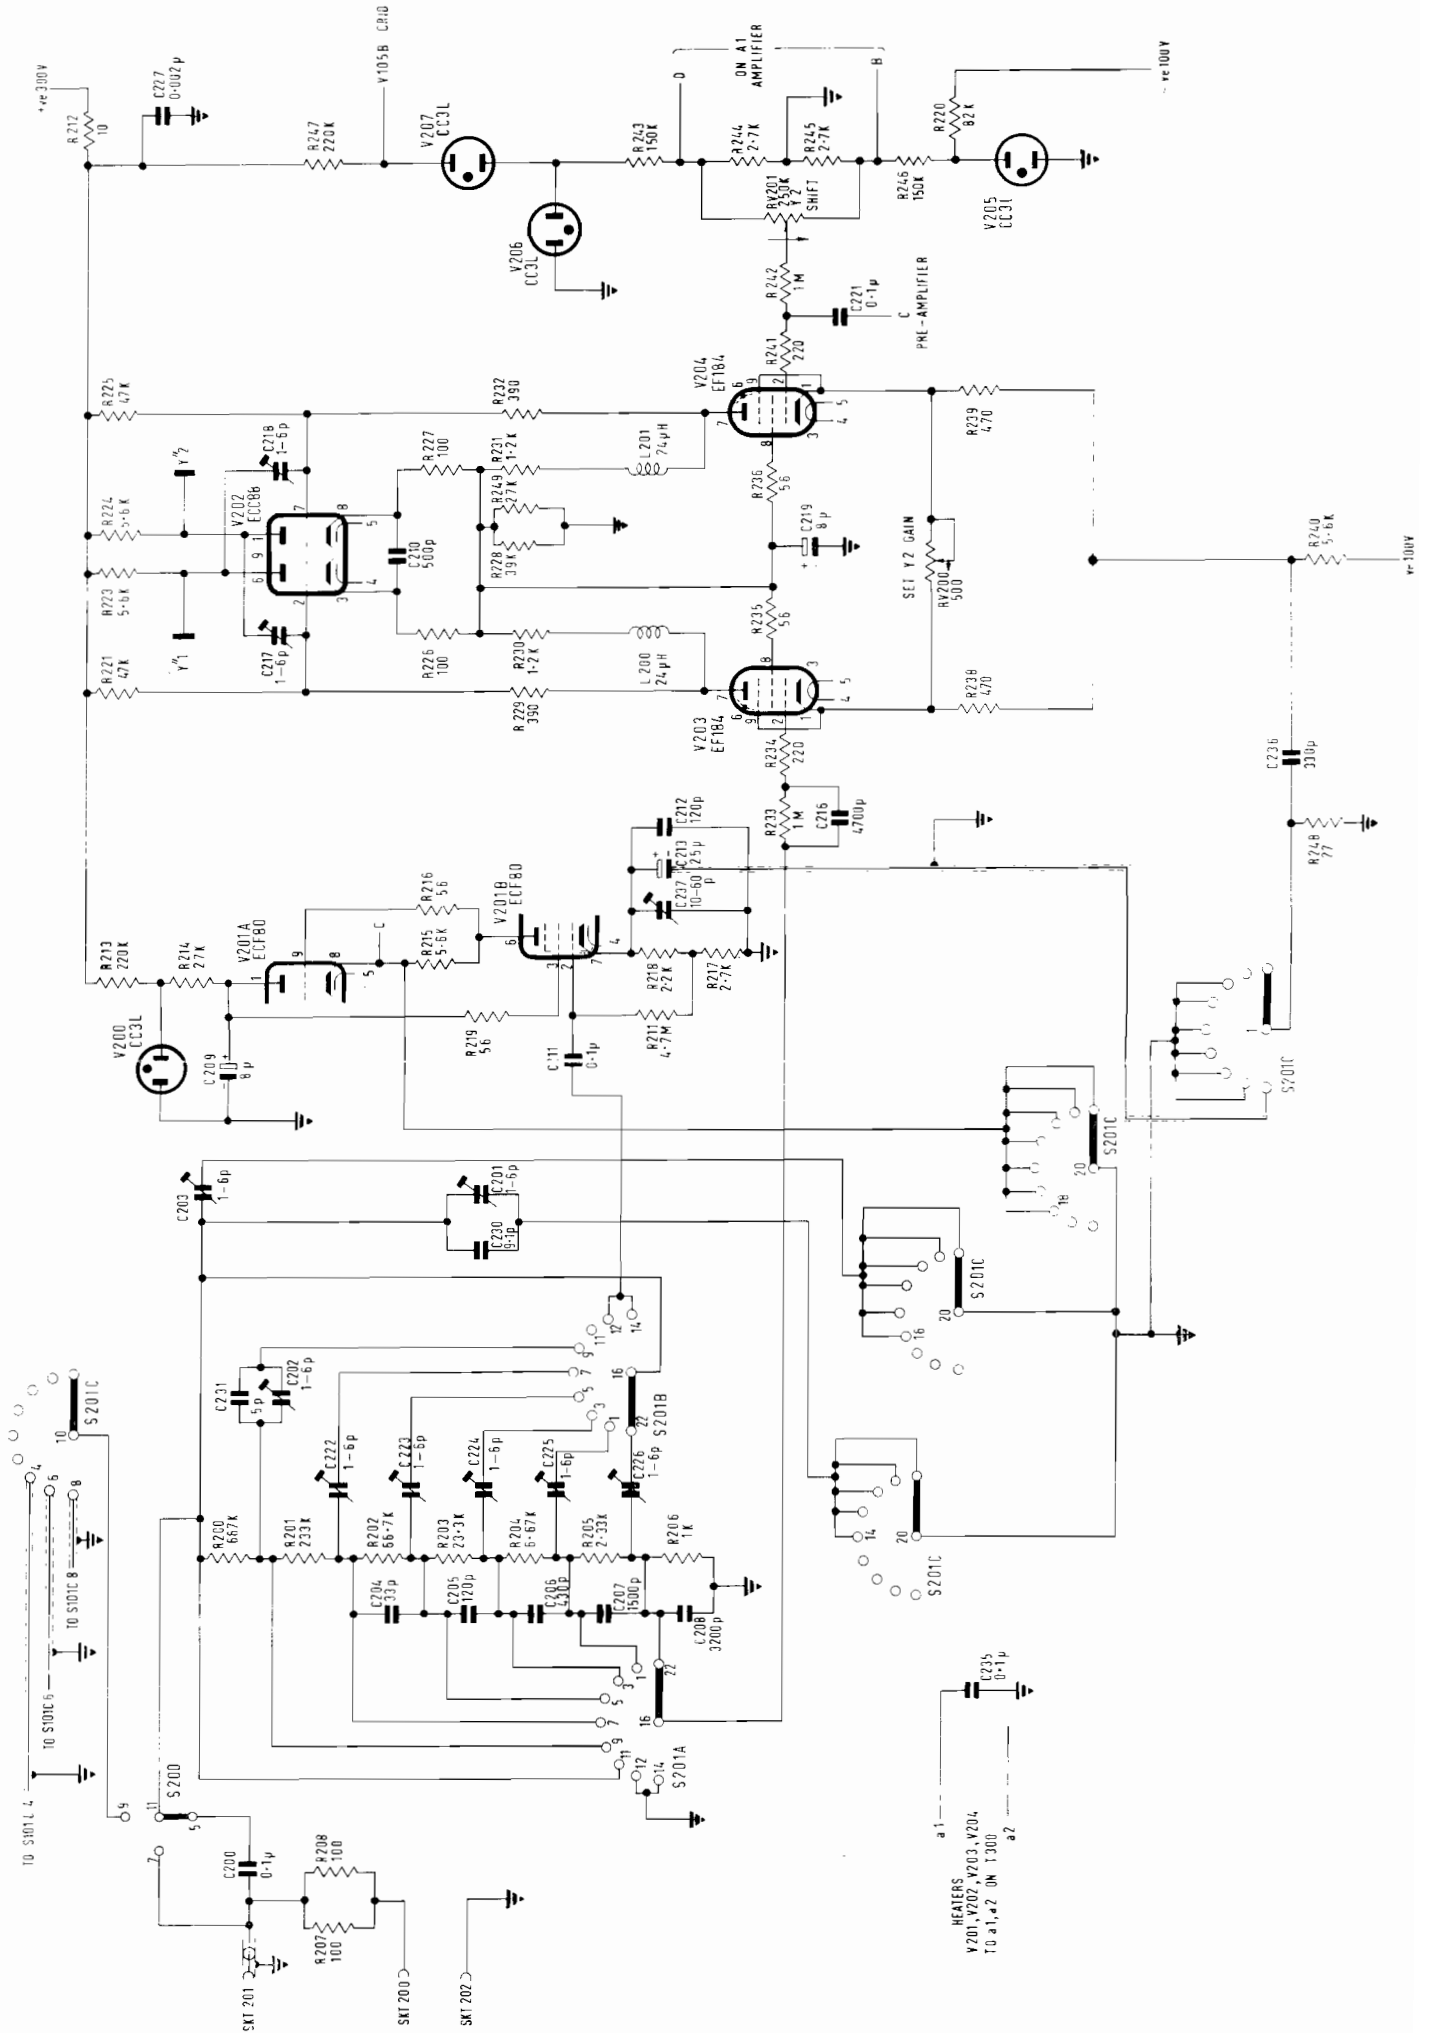 +ve 300V
R212
10
C227
0·002µ
V105B GRID
R247
220K
V207
CC3L
V206
CC3L
R243
150K
D
ON A1
AMPLIFIER
B
R244
2·7K
R245
2·7K
RV201
250K
Y2
SHIFT
R246
150K
R220
82K
-ve 100V
V205
CC3L
R242
1M
C221
0·1µ
C
PRE-AMPLIFIER
R241
220
V204
EF184
R225
47K
C218
1-6p
Y"2
R224
5·6K
V202
ECC88
R223
5·6K
Y"1
C217
1-6p
R221
47K
R232
390
R227
100
R231
1·2K
L201
R249
27K
R228
39K
C210
500p
R226
100
R230
1·2K
L200
24µH
R229
390
R236
56
C219
8µ
R235
56
V203
EF184
R234
220
R233
1M
C216
4700p
SET Y2 GAIN
RV200
500
R239
470
R238
470
R240
5·6K
C236
330p
R248
R213
220K
R214
27K
V200
CC3L
C209
8µ
V201A
ECF80
R216
56
R215
5·6K
C
V201B
ECF80
R219
56
C212
120p
C213
C237
10-60
p
R218
2·2K
R217
2·7K
R211
4·7M
0·1µ
C203
1-6p
C201
1-6p
C230
9·1p
C231
5p
C202
1-6p
C222
1-6p
C223
1-6p
C224
1-6p
C225
1-6p
C226
1-6p
S201B
S201C
S201C
S201C
S201C
S201C
R200
667K
R201
233K
R202
66·7K
R203
23·3K
R204
6·67K
R205
2·33K
R206
1K
C204
33p
C205
120p
C206
430p
C207
1500p
C208
3200p
S201A
TO S101C 6
TO S101C 8
S200
C200
0·1µ
R208
100
R207
100
SKT 201
SKT 200
SKT 202
a1
C235
0·1µ
HEATERS
V201, V202, V203, V204
TO a1, a2 ON T300
a2